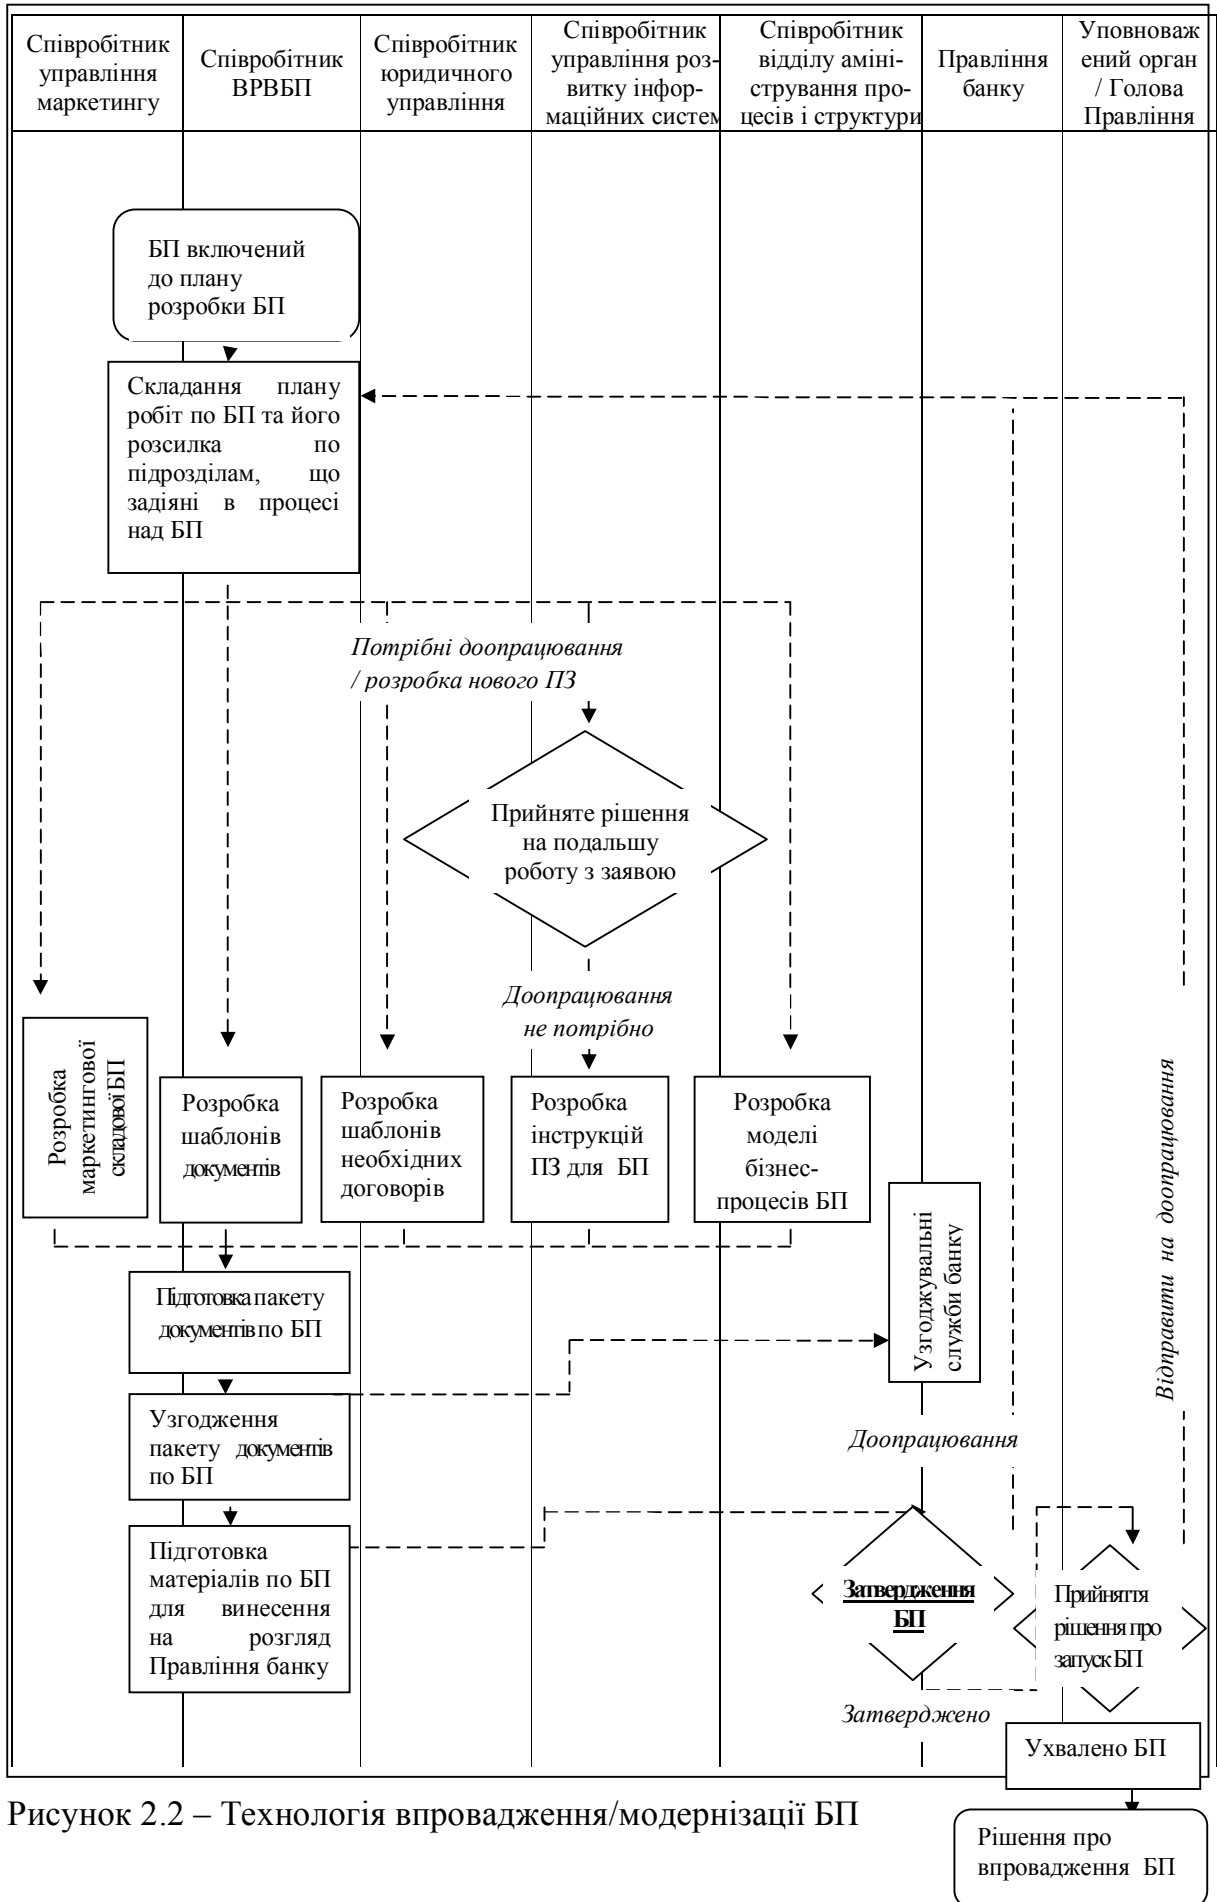 Співробітник
управління
маркетингу
Співробітник
ВРВБП
Співробітник
юридичного
управління
Співробітник
управління роз-
витку інфор-
маційних систем
Співробітник
відділу аміні-
стрування про-
цесів і структури
Правління
банку
Уповноваж
ений орган
/ Голова
Правління
БП включений
до плану
розробки БП
Складання плану
робіт по БП та його
розсилка по
підрозділам, що
задіяні в процесі
над БП
Потрібні доопрацювання
/ розробка нового ПЗ
Прийняте рішення
на подальшу
роботу з заявою
Доопрацювання
не потрібно
Розробка
маркетингової
складової БП
Розробка
шаблонів
документів
Розробка
шаблонів
необхідних
договорів
Розробка
інструкцій
ПЗ для БП
Розробка
моделі
бізнес-
процесів БП
Узгоджувальні
служби банку
Відправити на доопрацювання
Підготовка пакету
документів по БП
Узгодження
пакету документів
по БП
Доопрацювання
Підготовка
матеріалів по БП
для винесення
на розгляд
Правління банку
Затвердження
БП
Прийняття
рішення про
запуск БП
Затверджено
Ухвалено БП
Рисунок 2.2 – Технологія впровадження/модернізації БП
Рішення про
впровадження БП